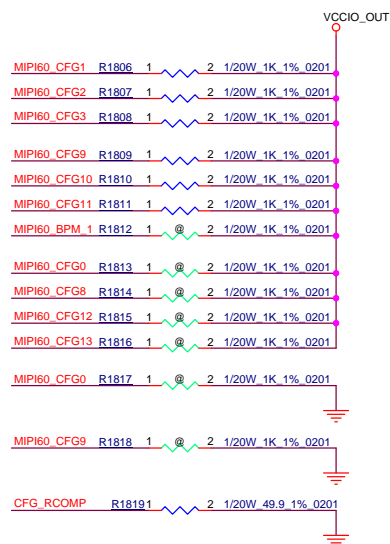 VCCIO_OUT
MIPI60_CFG1 R1806 1 2 1/20W_1K_1%_0201
MIPI60_CFG2 R1807 1 2 1/20W_1K_1%_0201
MIPI60_CFG3 R1808 1 2 1/20W_1K_1%_0201
MIPI60_CFG9 R1809 1 2 1/20W_1K_1%_0201
MIPI60_CFG10 R1810 1 2 1/20W_1K_1%_0201
MIPI60_CFG11 R1811 1 2 1/20W_1K_1%_0201
MIPI60_BPM_1 R1812 1 @ 2 1/20W_1K_1%_0201
MIPI60_CFG0 R1813 1 @ 2 1/20W_1K_1%_0201
MIPI60_CFG8 R1814 1 @ 2 1/20W_1K_1%_0201
MIPI60_CFG12 R1815 1 @ 2 1/20W_1K_1%_0201
MIPI60_CFG13 R1816 1 @ 2 1/20W_1K_1%_0201
MIPI60_CFG0 R1817 1 @ 2 1/20W_1K_1%_0201
MIPI60_CFG9 R1818 1 @ 2 1/20W_1K_1%_0201
CFG_RCOMP R1819 1 2 1/20W_49.9_1%_0201